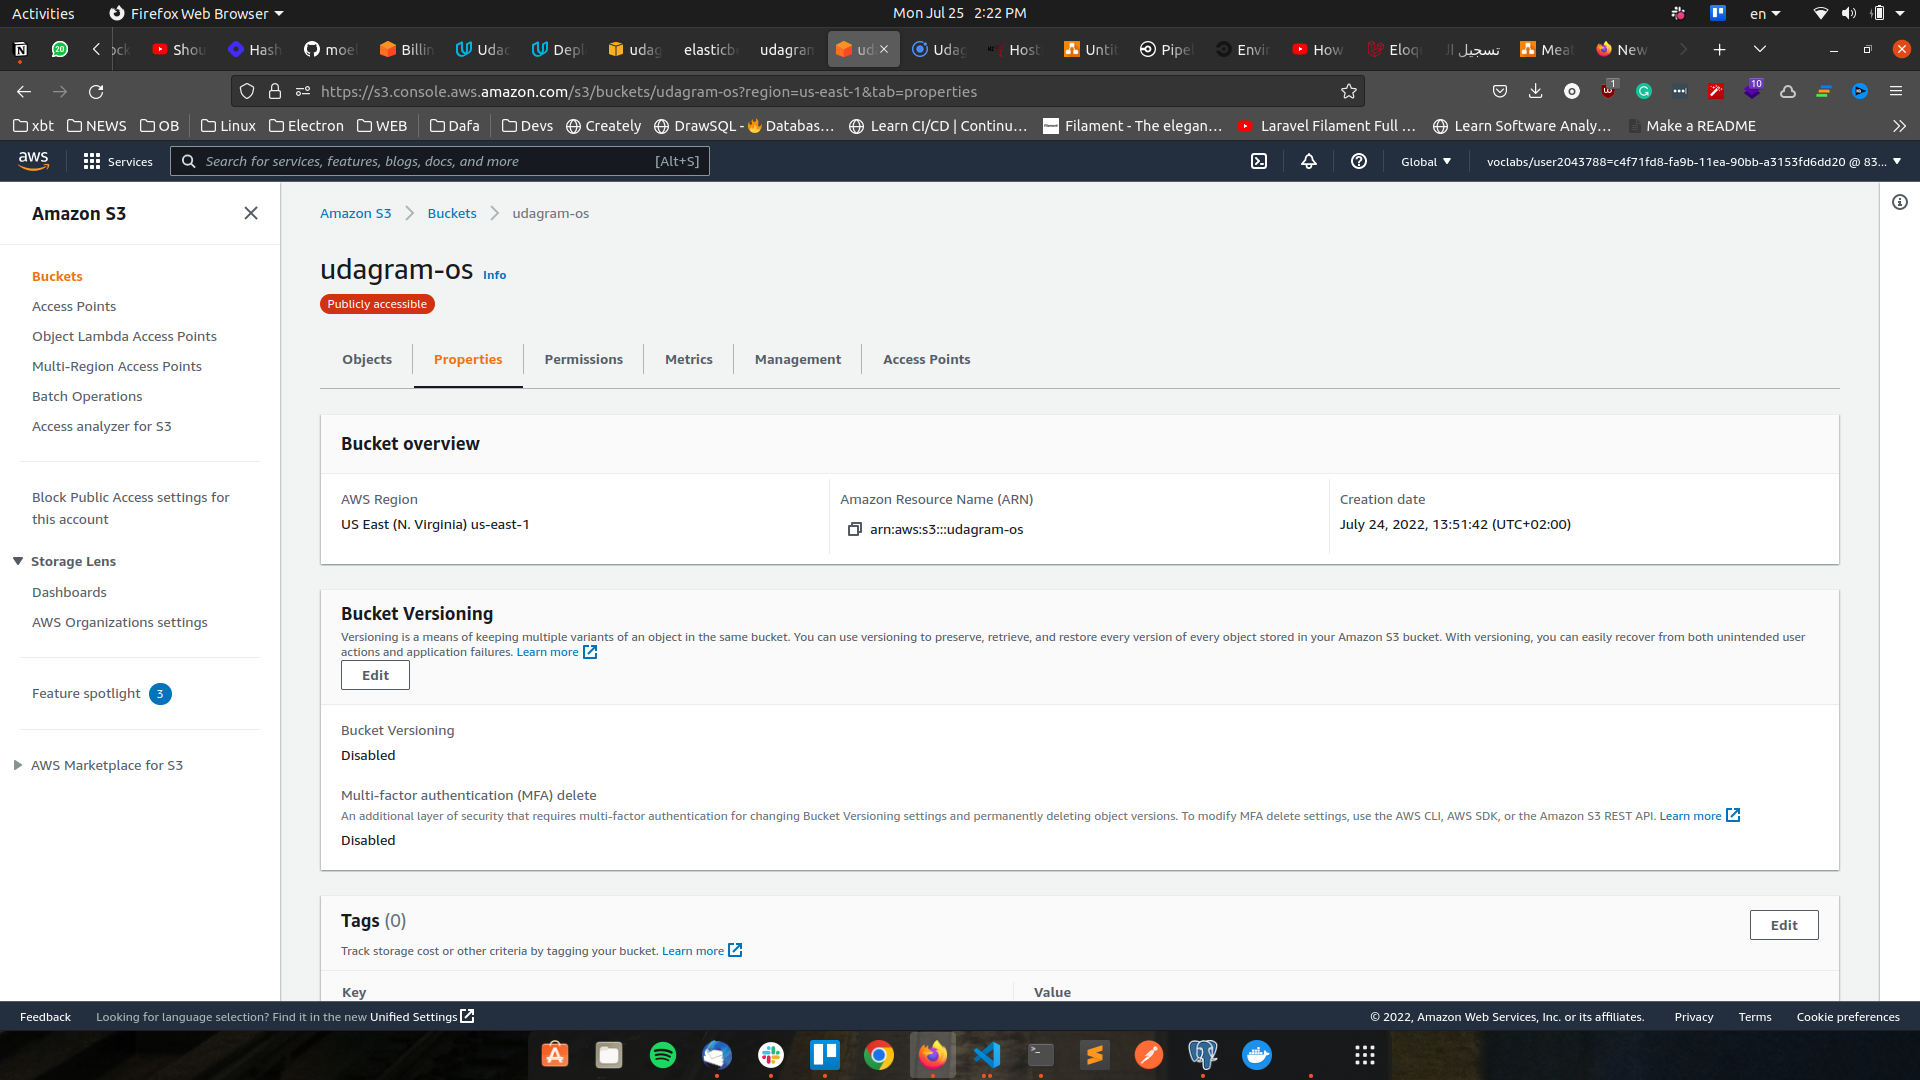 Activities Firefox Web Browser Mon Jul 25 2:22 PM en
20 Shou Hash moel Billin Udac Depl udag elasticb udagram ud Udag Host Untit Pipel Envir How Eloq تسجيل ال Meat New
https://s3.console.aws.amazon.com/s3/buckets/udagram-os?region=us-east-1&tab=properties 1 10
xbt NEWS OB Linux Electron WEB Dafa Devs Creately DrawSQL - 🔥 Databas... Learn CI/CD | Continu... Filament - The elegan... Laravel Filament Full ... Learn Software Analy... Make a README
aws Services Search for services, features, blogs, docs, and more [Alt+S] Global voclabs/user2043788=c4f71fd8-fa9b-11ea-90bb-a3153fd6dd20 @ 83...
Amazon S3
Buckets
Access Points
Object Lambda Access Points
Multi-Region Access Points
Batch Operations
Access analyzer for S3
Block Public Access settings for
this account
Storage Lens
Dashboards
AWS Organizations settings
Feature spotlight 3
AWS Marketplace for S3
Amazon S3 Buckets udagram-os
udagram-os Info
Publicly accessible
Objects Properties Permissions Metrics Management Access Points
Bucket overview
AWS Region
US East (N. Virginia) us-east-1
Amazon Resource Name (ARN)
arn:aws:s3:::udagram-os
Creation date
July 24, 2022, 13:51:42 (UTC+02:00)
Bucket Versioning
Versioning is a means of keeping multiple variants of an object in the same bucket. You can use versioning to preserve, retrieve, and restore every version of every object stored in your Amazon S3 bucket. With versioning, you can easily recover from both unintended user
actions and application failures. Learn more
Edit
Bucket Versioning
Disabled
Multi-factor authentication (MFA) delete
An additional layer of security that requires multi-factor authentication for changing Bucket Versioning settings and permanently deleting object versions. To modify MFA delete settings, use the AWS CLI, AWS SDK, or the Amazon S3 REST API. Learn more
Disabled
Tags (0)
Edit
Track storage cost or other criteria by tagging your bucket. Learn more
Key Value
Feedback Looking for language selection? Find it in the new Unified Settings © 2022, Amazon Web Services, Inc. or its affiliates. Privacy Terms Cookie preferences